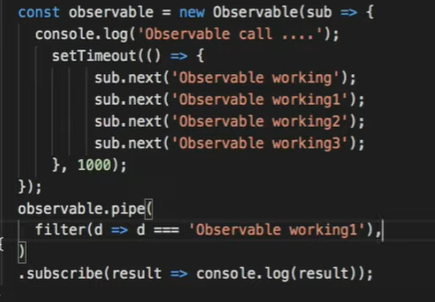 const observable = new Observable(sub => {
  console.log('Observable call ....');
    setTimeout(() => {
         sub.next('Observable working');
         sub.next('Observable working1');
         sub.next('Observable working2');
         sub.next('Observable working3');
    }, 1000);
});
observable.pipe(
  filter(d => d === 'Observable working1'),
{
)
.subscribe(result => console.log(result));